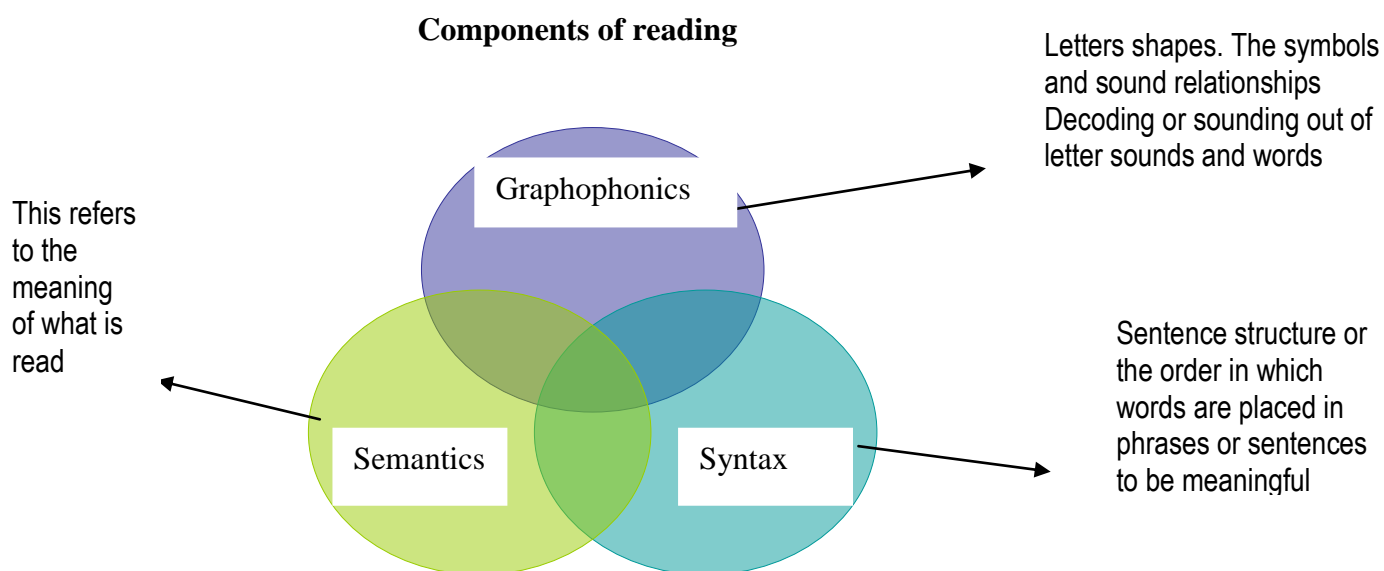 Components of reading
Letters shapes. The symbols
and sound relationships
Decoding or sounding out of
letter sounds and words
Graphophonics
This refers
to the
meaning
of what is
read
Sentence structure or
the order in which
words are placed in
phrases or sentences
to be meaningful
Semantics
Syntax